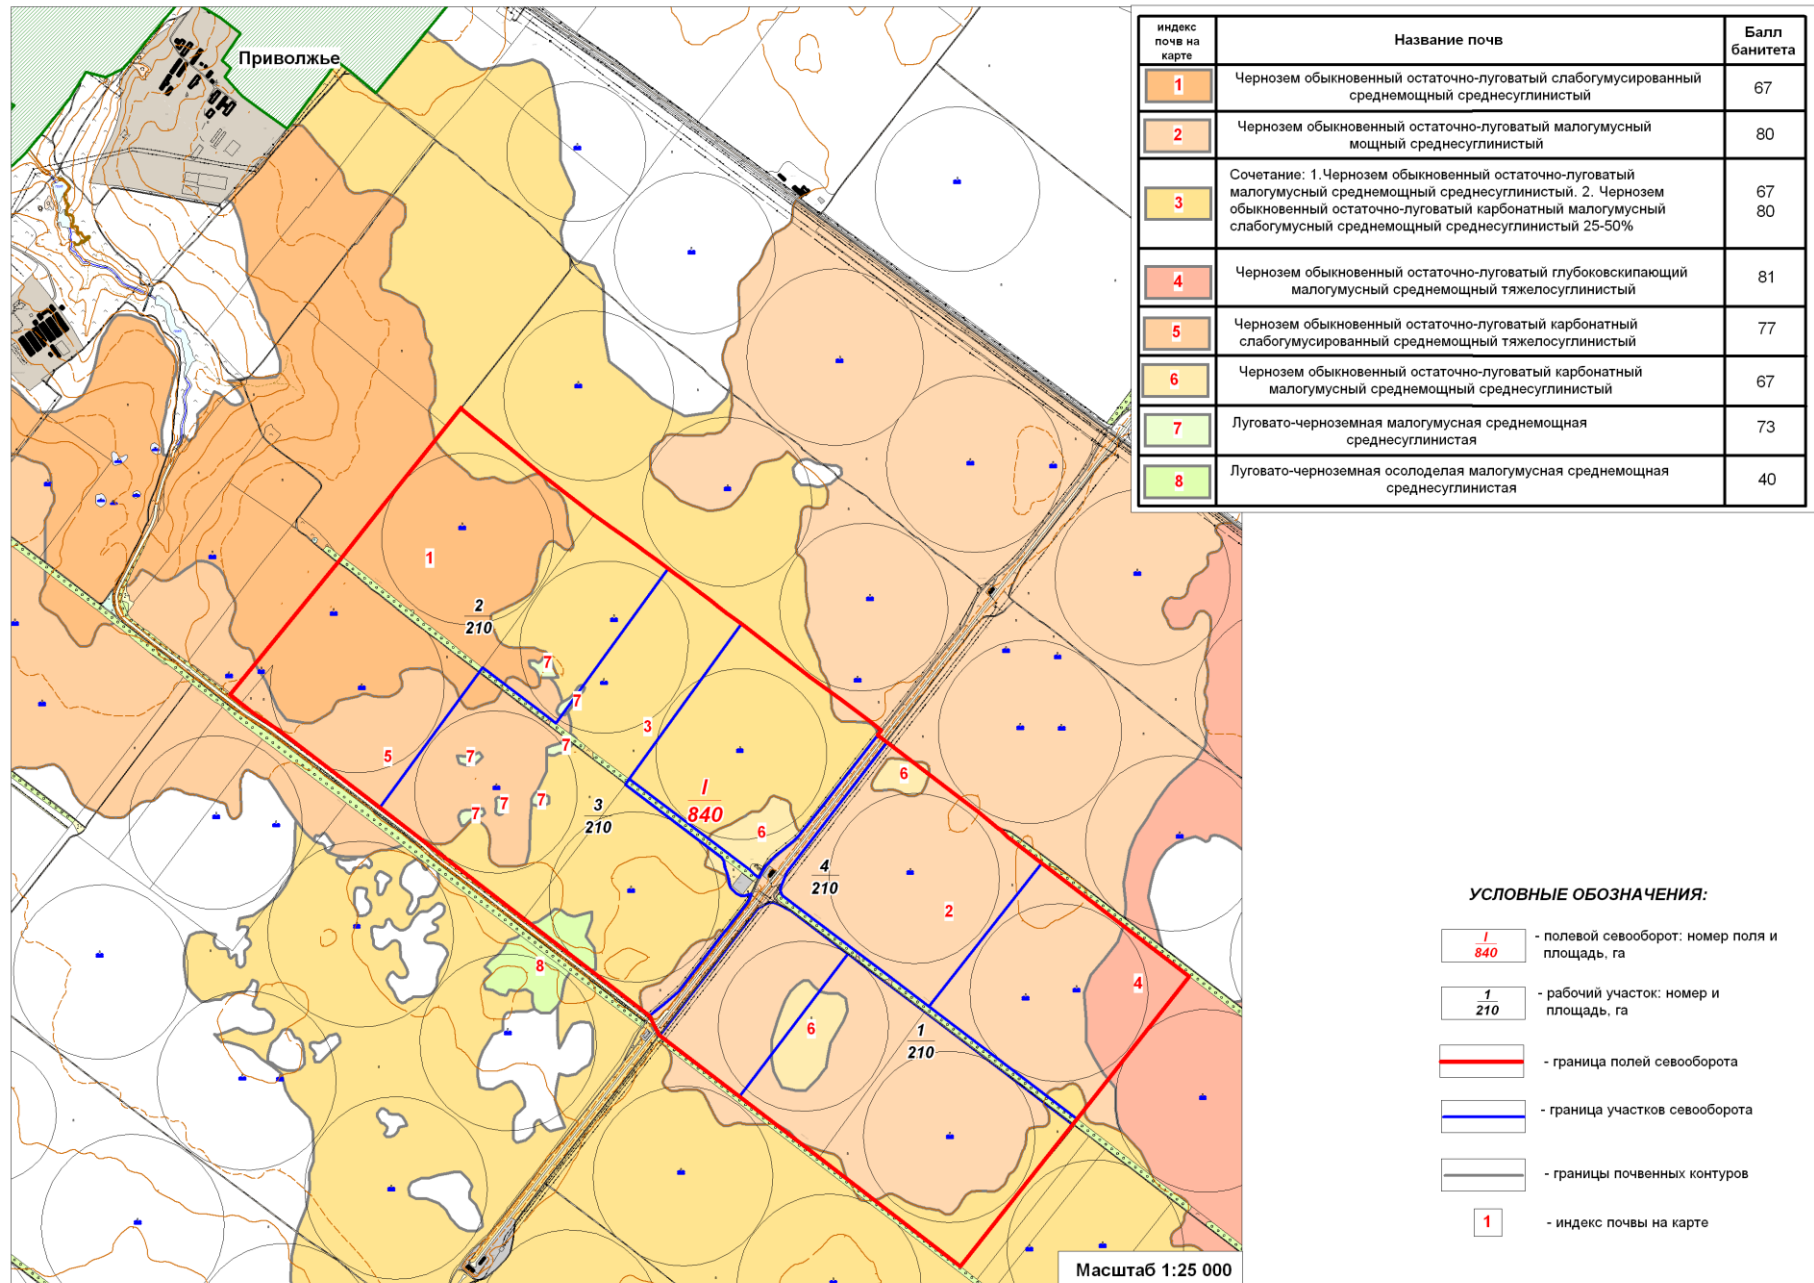 Приволжье
индекс
почв на
карте
Название почв
Балл
банитета
1
Чернозем обыкновенный остаточно-луговатый слабогумусированный
среднемощный среднесуглинистый
67
2
Чернозем обыкновенный остаточно-луговатый малогумусный
мощный среднесуглинистый
80
3
Сочетание: 1.Чернозем обыкновенный остаточно-луговатый
малогумусный среднемощный среднесуглинистый. 2. Чернозем
обыкновенный остаточно-луговатый карбонатный малогумусный
слабогумусный среднемощный среднесуглинистый 25-50%
67
80
4
Чернозем обыкновенный остаточно-луговатый глубоковскипающий
малогумусный среднемощный тяжелосуглинистый
81
5
Чернозем обыкновенный остаточно-луговатый карбонатный
слабогумусированный среднемощный тяжелосуглинистый
77
6
Чернозем обыкновенный остаточно-луговатый карбонатный
малогумусный среднемощный среднесуглинистый
67
7
Луговато-черноземная малогумусная среднемощная
среднесуглинистая
73
8
Луговато-черноземная осолоделая малогумусная среднемощная
среднесуглинистая
40
1
2
210
7
7
3
7
5
7
7
7
7
3
210
I
840
6
6
4
210
2
8
4
6
1
210
УСЛОВНЫЕ ОБОЗНАЧЕНИЯ:
I
840
- полевой севооборот: номер поля и
площадь, га
1
210
- рабочий участок: номер и
площадь, га
- граница полей севооборота
- граница участков севооборота
- границы почвенных контуров
1
- индекс почвы на карте
Масштаб 1:25 000